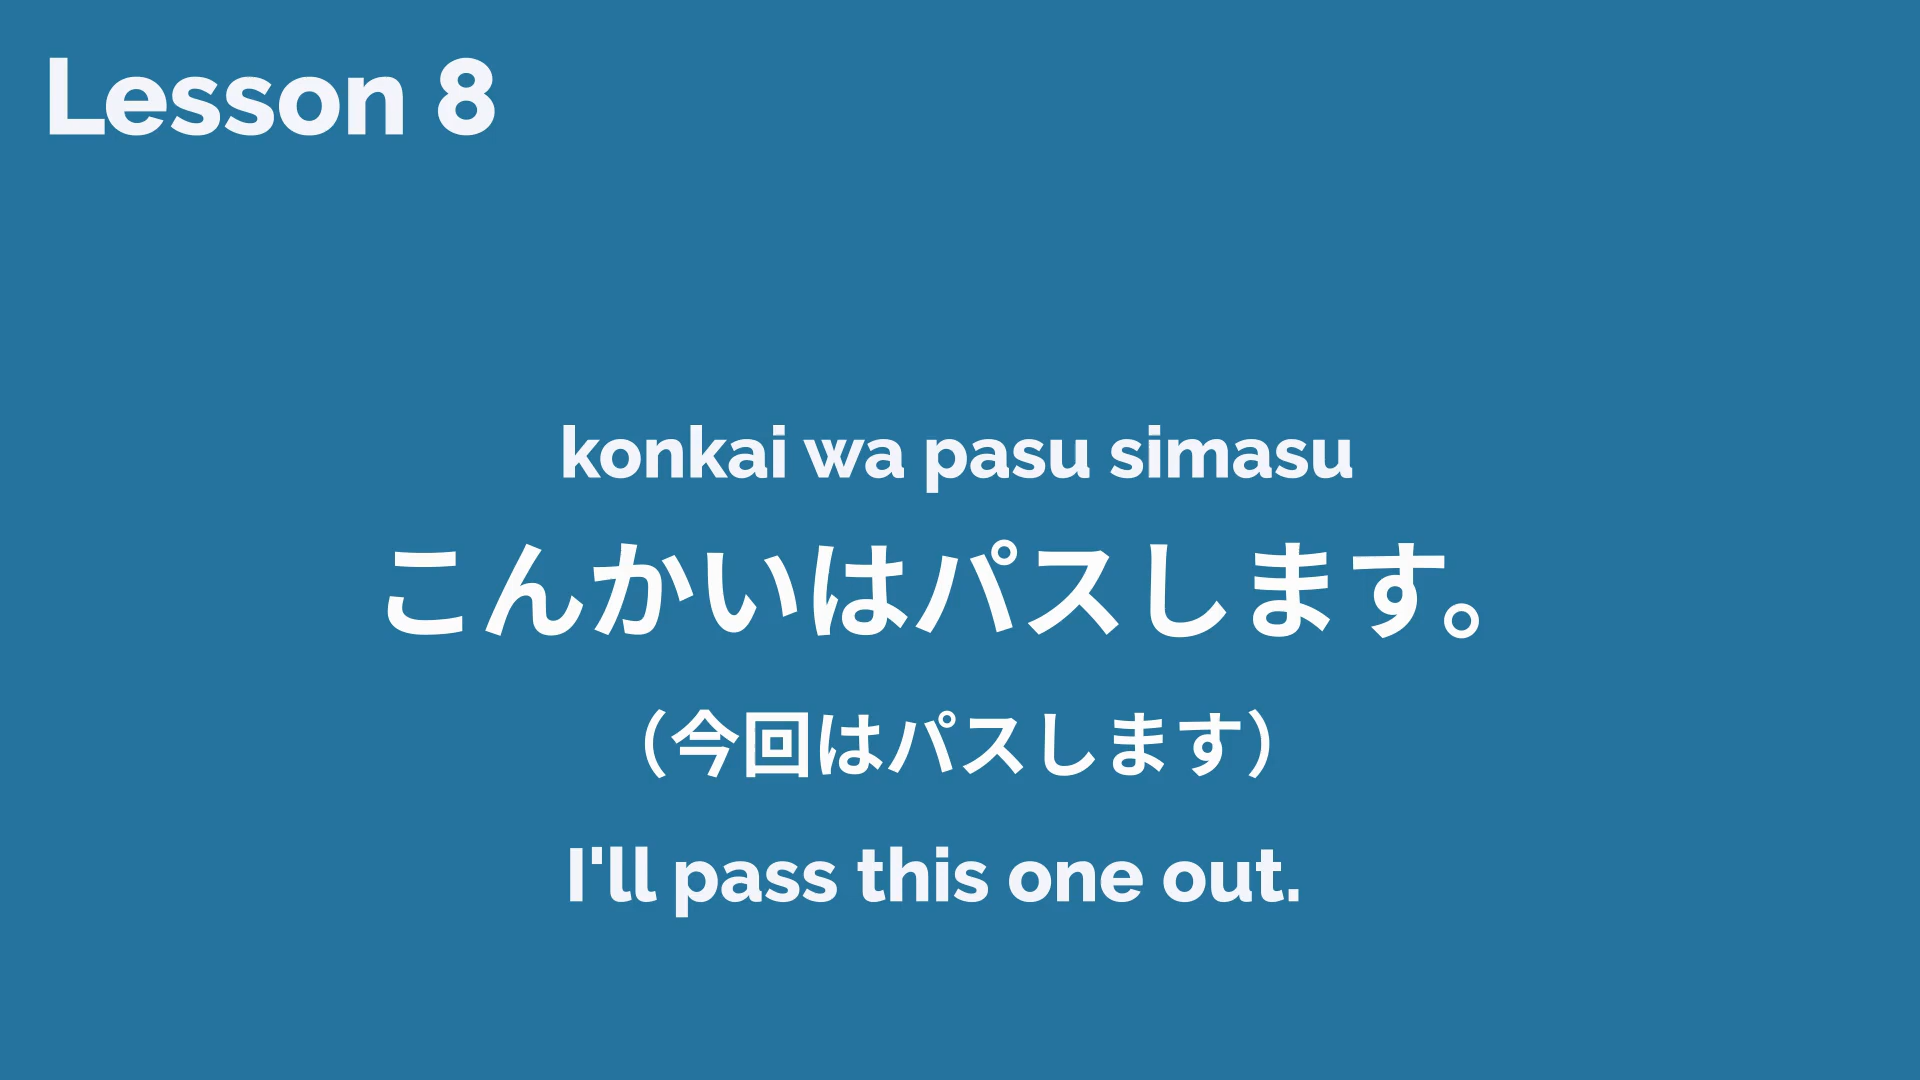 Lesson 8
konkai wa pasu simasu
こんかいはパスします。
（今回はパスします）
I'll pass this one out.